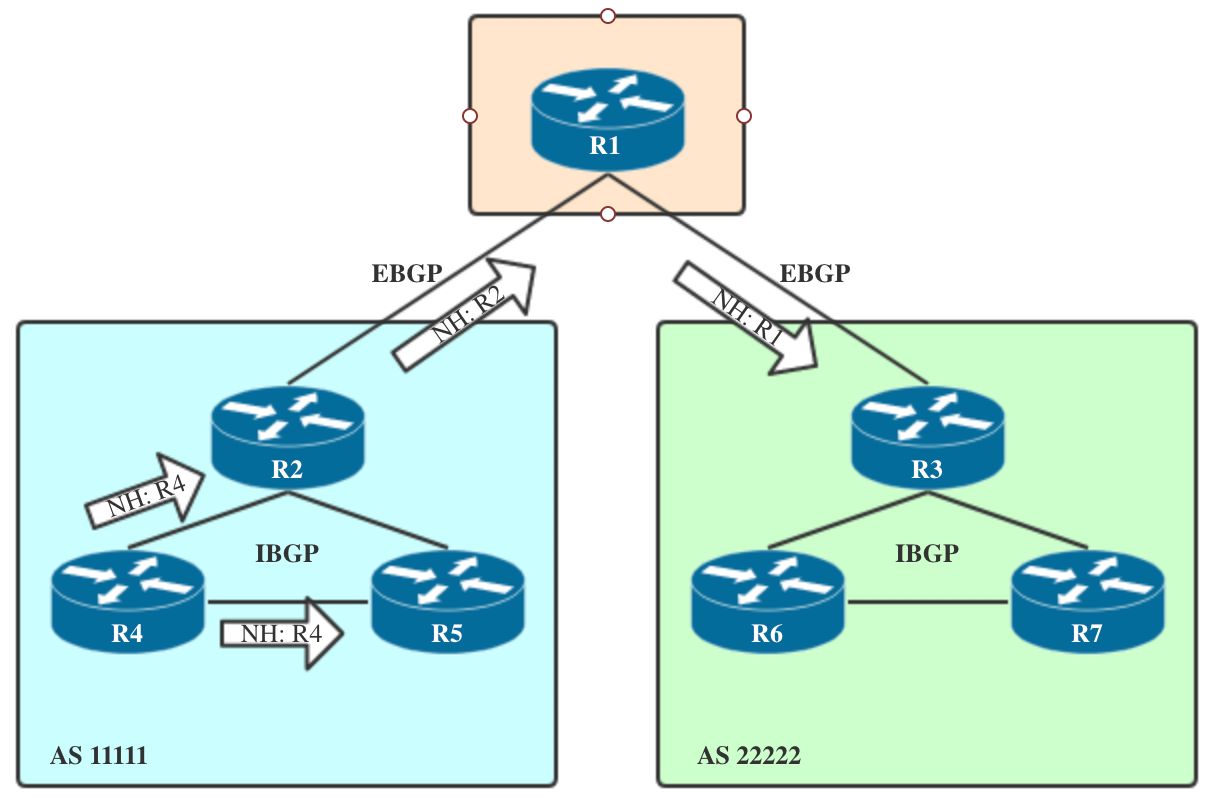 R1
EBGP
EBGP
NH: R2
NH: R1
R2
R3
NH: R4
IBGP
IBGP
R4
NH: R4
R5
R6
R7
AS 11111
AS 22222